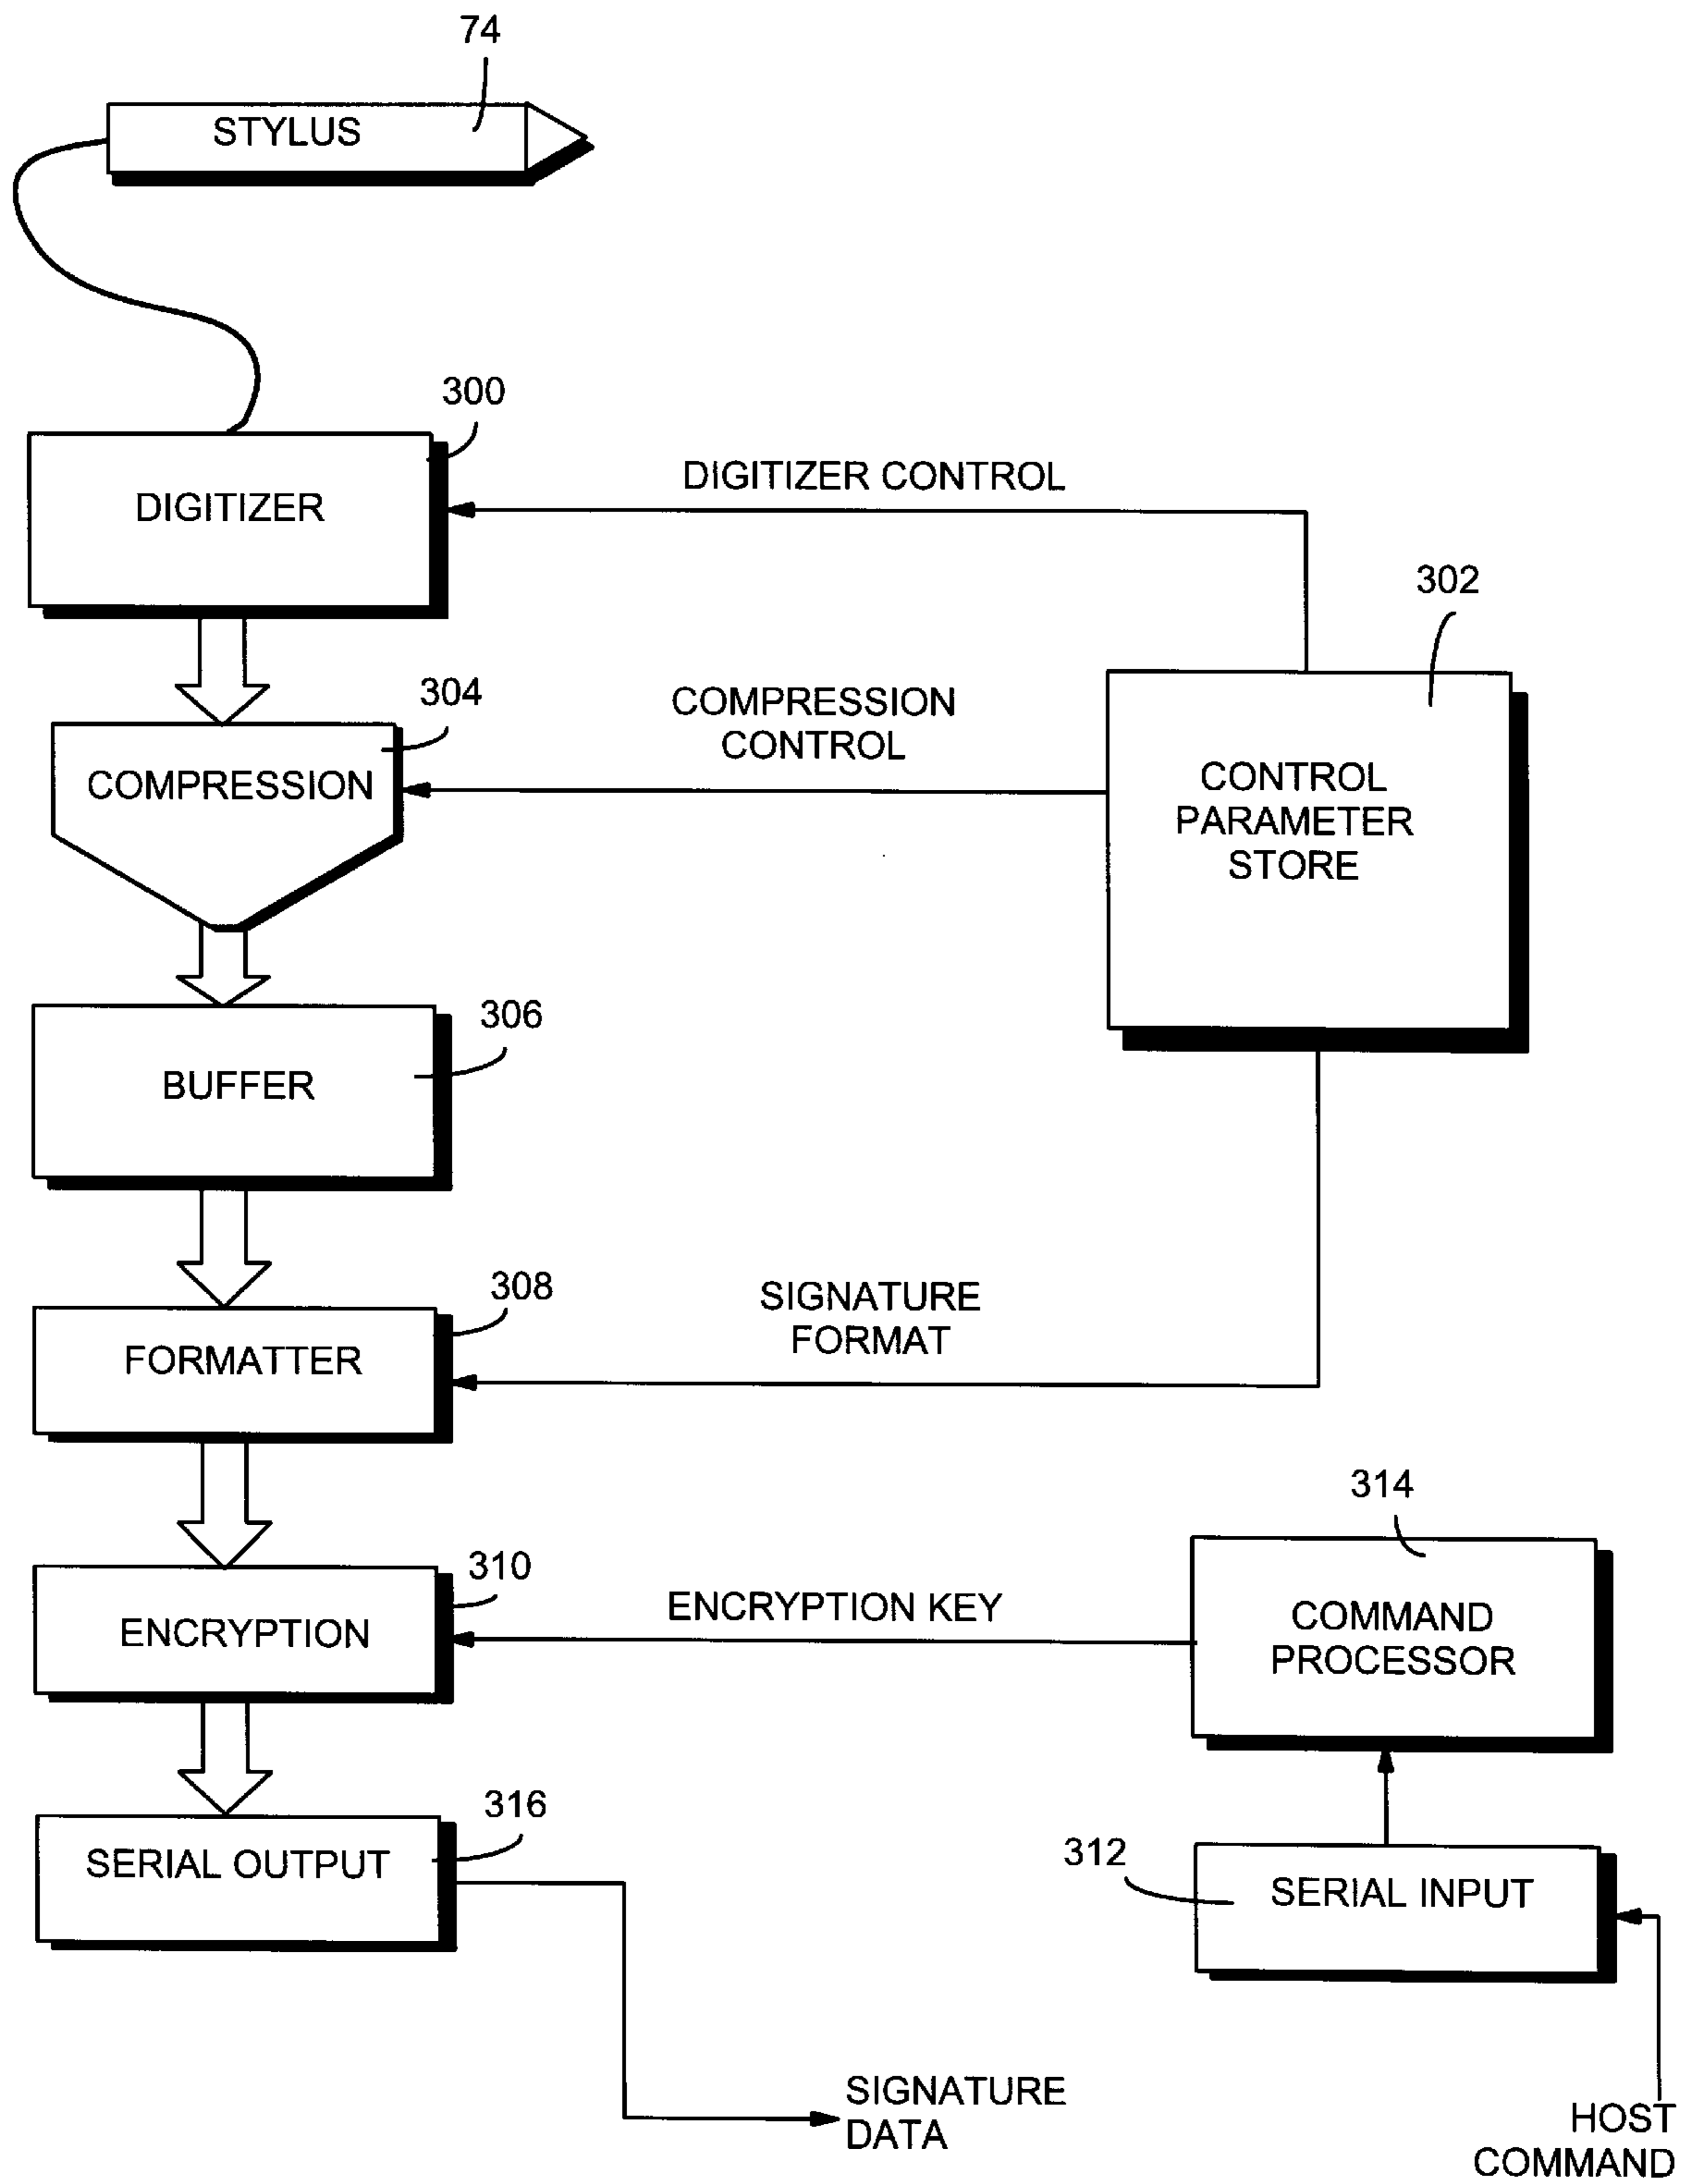 74
STYLUS
300
DIGITIZER CONTROL
DIGITIZER
302
304
COMPRESSION
CONTROL
COMPRESSION
CONTROL
PARAMETER
STORE
306
BUFFER
308
SIGNATURE
FORMAT
FORMATTER
314
310
ENCRYPTION KEY
ENCRYPTION
COMMAND
PROCESSOR
316
SERIAL OUTPUT
312
SERIAL INPUT
SIGNATURE
DATA
HOST
COMMAND